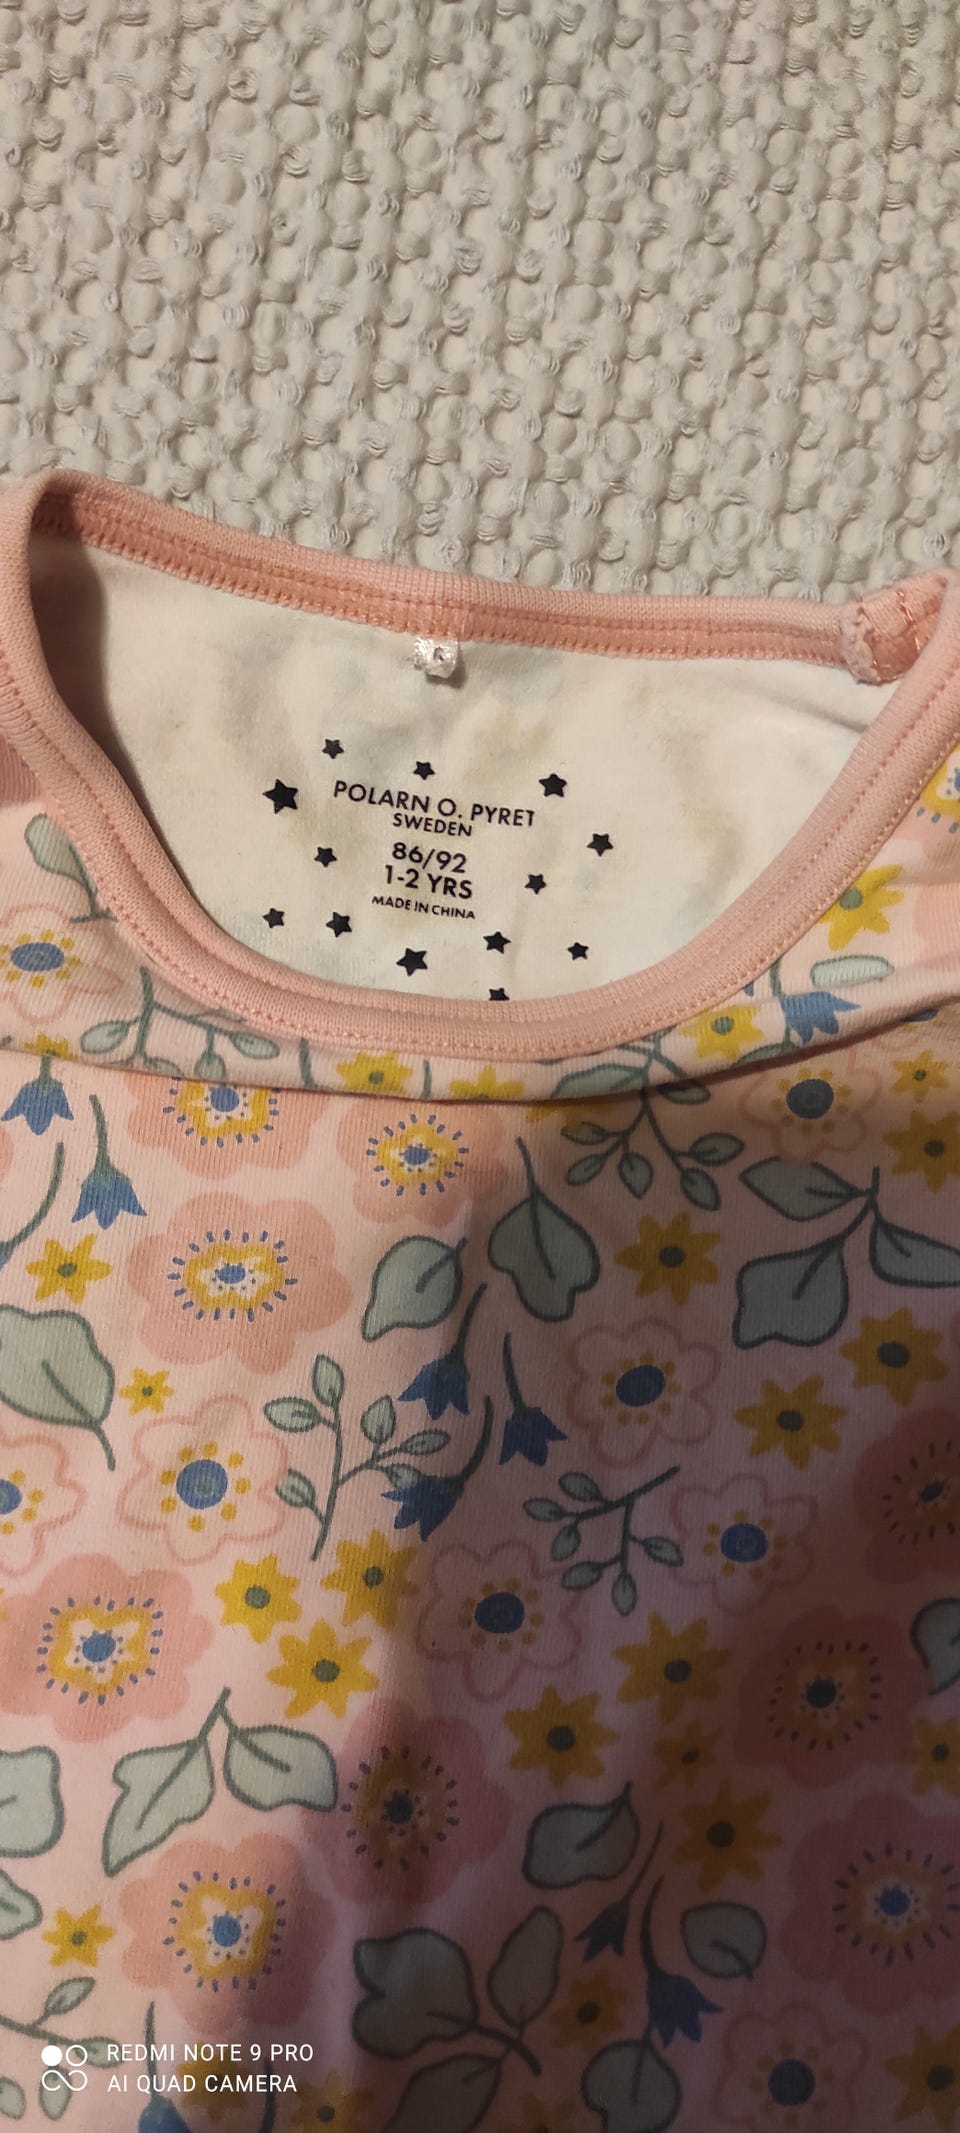 POLARN O. PYRET
SWEDEN
86/92
1-2 YRS
MADE IN CHINA
REDMI NOTE 9 PRO
AI QUAD CAMERA